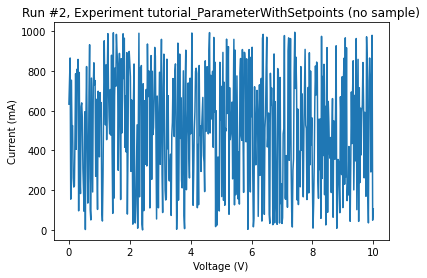 Run #2, Experiment tutorial_ParameterWithSetpoints (no sample)
1000
800
600
400
200
0
Current (mA)
0 2 4 6 8 10
Voltage (V)